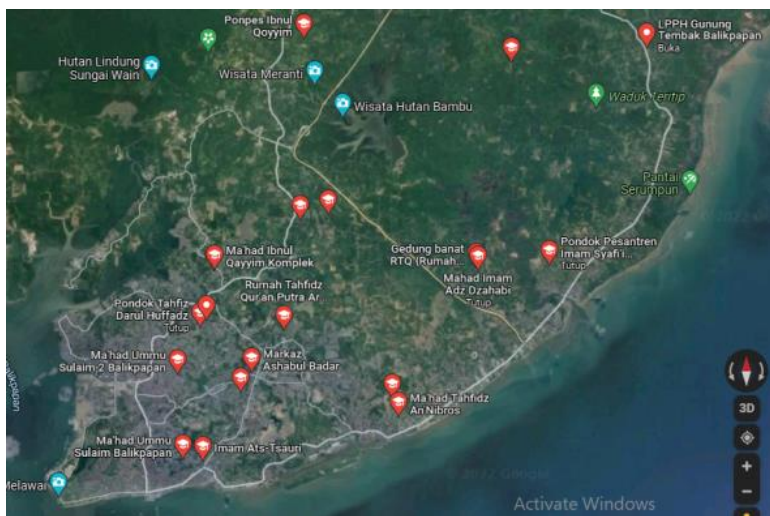 Ponpes Ibnul
Qoyyim
LPPH Gunung
Tembak Balikpapan
Buka
Hutan Lindung
Sungai Wain
Wisata Meranti
Wisata Hutan Bambu
Waduk Teritip
Pantail
Serumpun
Ma'had Ibnul
Qayyim Komplek
Gedung banat
RTQ (Rumah...
Pondok Pesantren
Imam Syafi'i...
Tutup
Mahad Imam
Adz Dzahabi
Tutup
Rumah Tahfidz
Qur'an Putra Ar...
Pondok Tahfiz
Darul Huffadz
Tutup
Ma'had Ummu
Sulaim 2 Balikpapan
Markaz
Ashabul Badar
Balikpapan
Ma'had Tahfidz
An Nibros
3D
Ma'had Ummu
Sulaim Balikpapan
Imam Ats-Tsauri
Melawai
© 2022 Google
Activate Windows